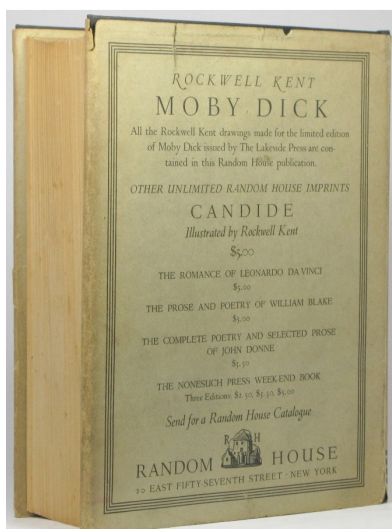 ROCKWELL KENT
MOBY DICK
All the Rockwell Kent drawings made for the limited edition
of Moby Dick issued by The Lakeside Press are con-
tained in this Random House publication.
OTHER UNLIMITED RANDOM HOUSE IMPRINTS
CANDIDE
Illustrated by Rockwell Kent
$5.00
THE ROMANCE OF LEONARDO DA VINCI
$5.00
THE PROSE AND POETRY OF WILLIAM BLAKE
$3.00
THE COMPLETE POETRY AND SELECTED PROSE
OF JOHN DONNE
$3.50
THE NONESUCH PRESS WEEK-END BOOK
Three Editions: $2.50, $3.50, $5.00
Send for a Random House Catalogue
R H
RANDOM HOUSE
20 EAST FIFTY-SEVENTH STREET · NEW YORK